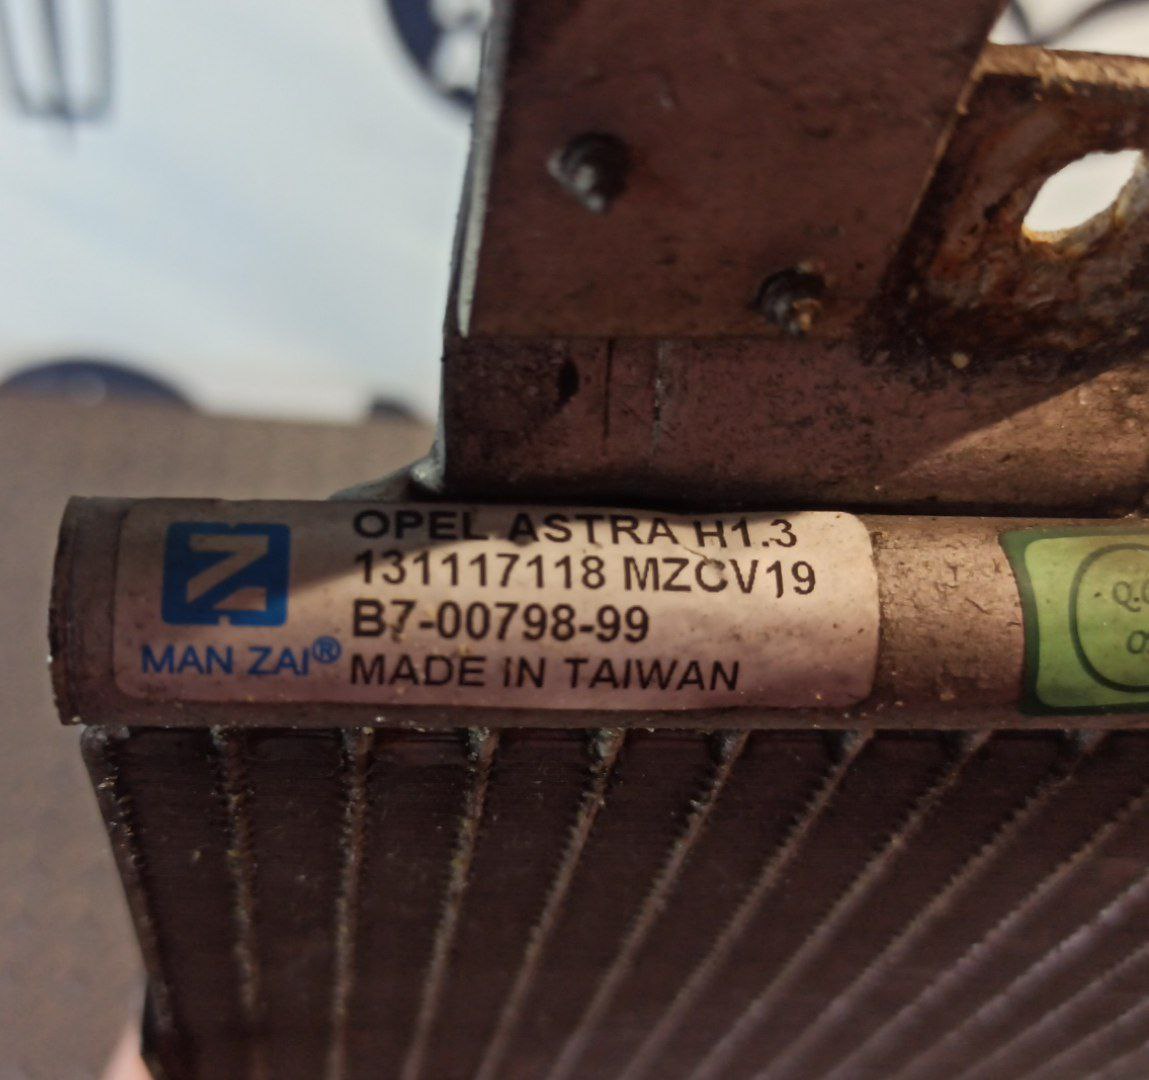 OPEL ASTRA H1.3
131117118 MZCV19
B7-00798-99
MAN ZAI® MADE IN TAIWAN